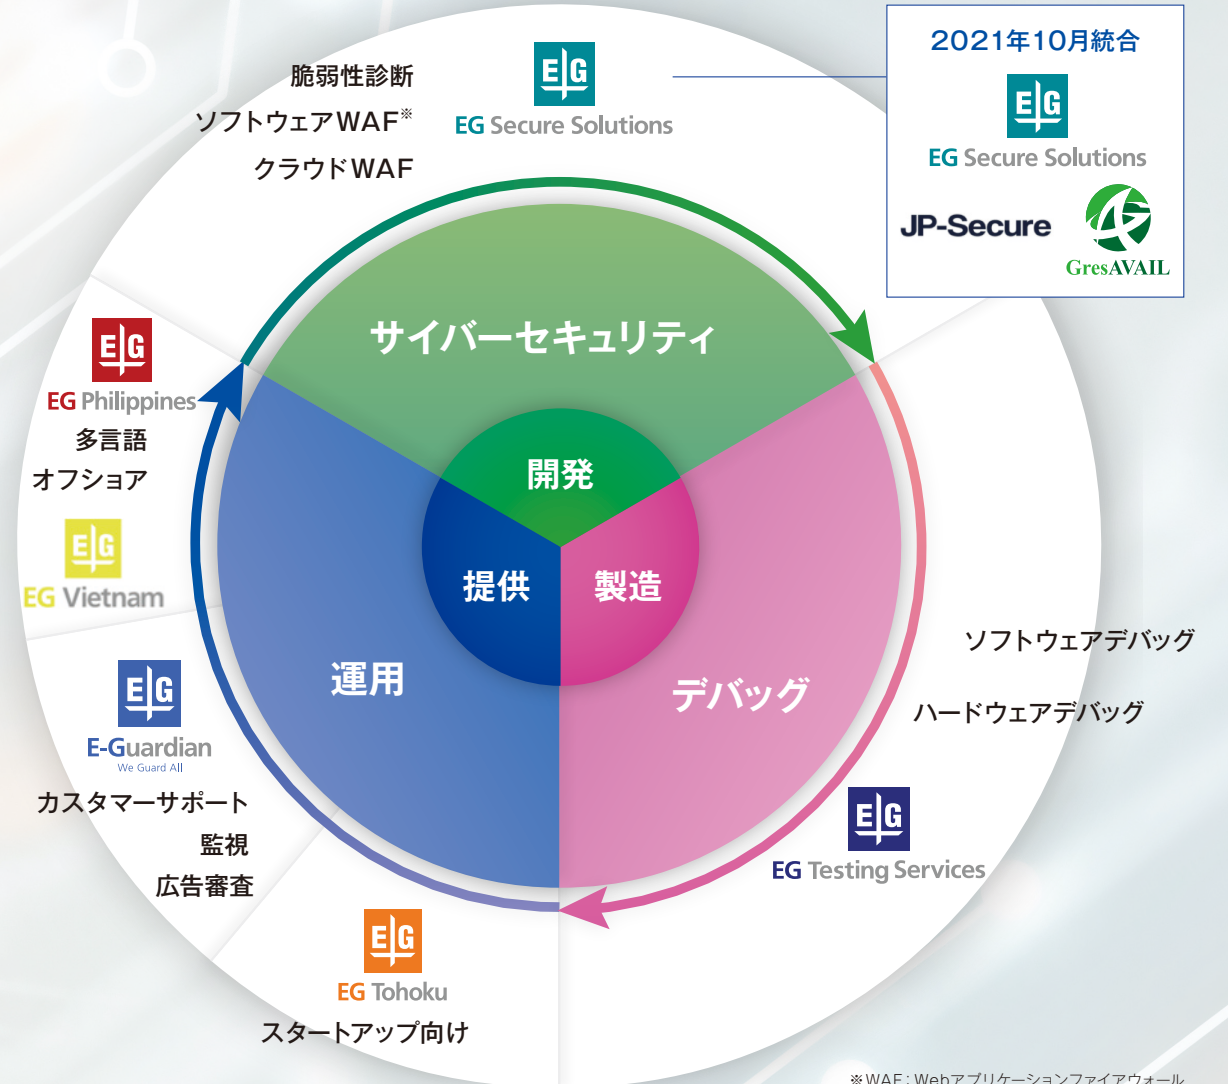 2021年10月統合
EG
EG Secure Solutions
JP-Secure
GresAVAIL
脆弱性診断
ソフトウェアWAF※
クラウドWAF
EG
EG Secure Solutions
サイバーセキュリティ
開発
提供
製造
運用
デバッグ
EG
EG Philippines
多言語
オフショア
EG
EG Vietnam
EG
E-Guardian
We Guard All
カスタマーサポート
監視
広告審査
EG
EG Tohoku
スタートアップ向け
ソフトウェアデバッグ
ハードウェアデバッグ
EG
EG Testing Services
※WAF：Webアプリケーションファイアウォール